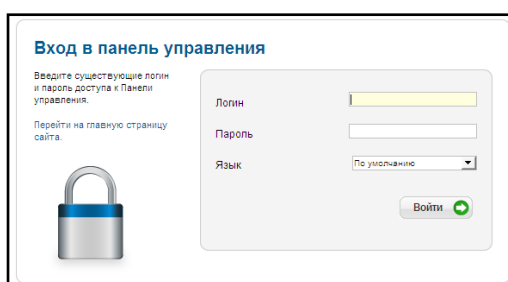 Вход в панель управления
Введите существующие логин
и пароль доступа к Панели
управления.
Перейти на главную страницу
сайта.
Логин
Пароль
Язык
По умолчанию
Войти